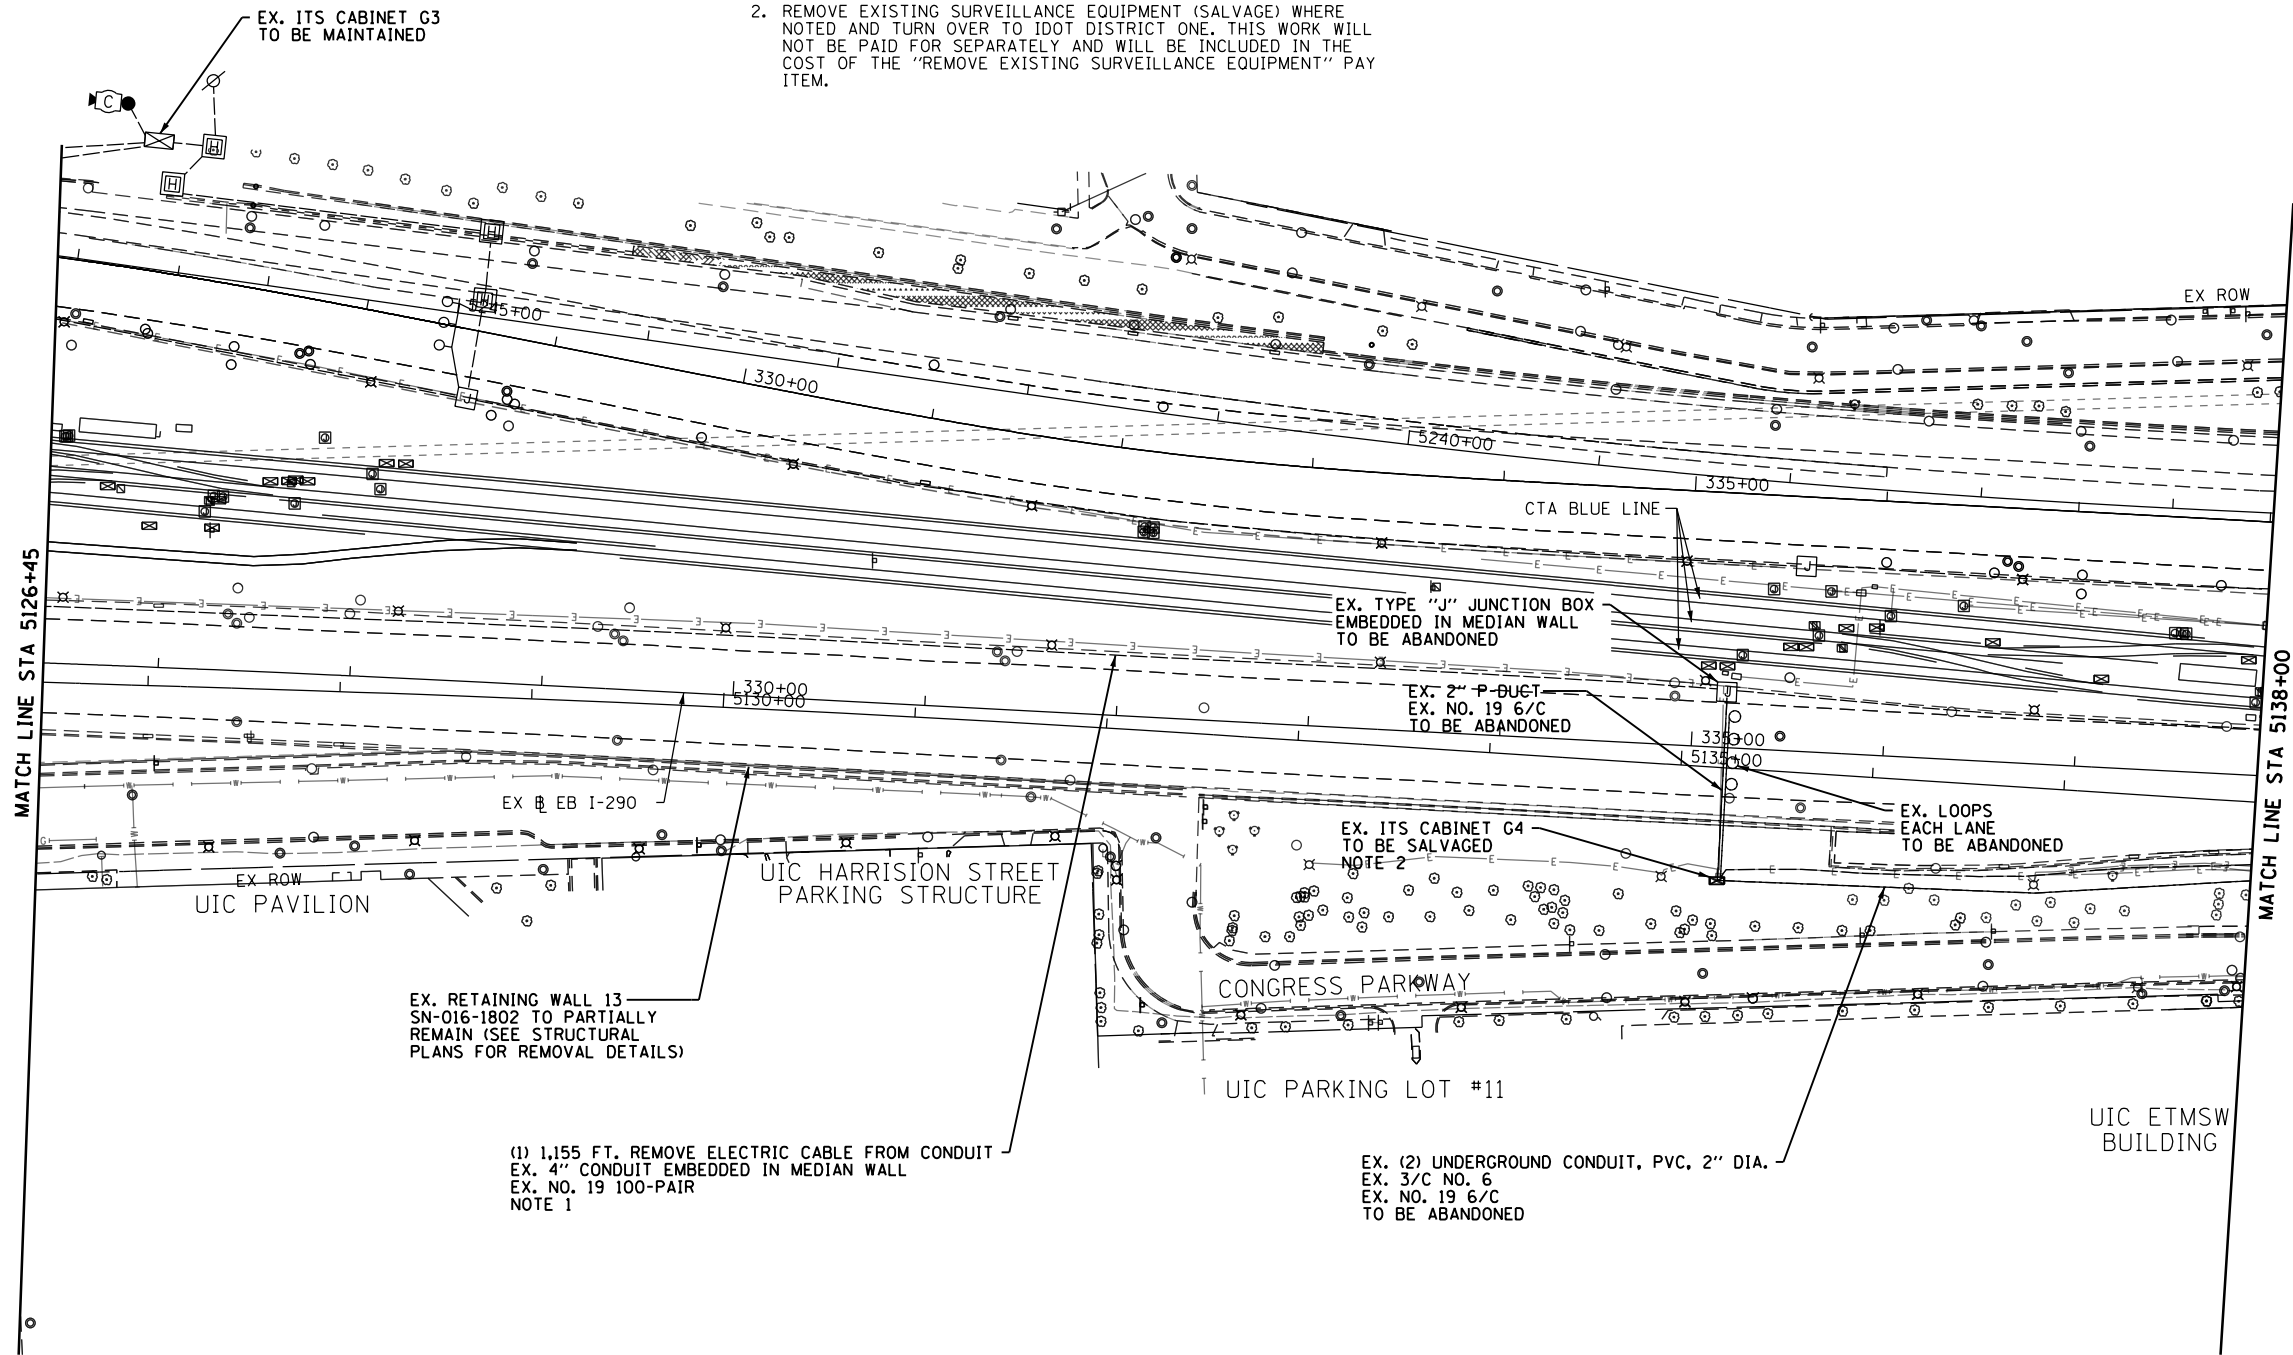 EX. ITS CABINET G3
TO BE MAINTAINED
2. REMOVE EXISTING SURVEILLANCE EQUIPMENT (SALVAGE) WHERE
NOTED AND TURN OVER TO IDOT DISTRICT ONE. THIS WORK WILL
NOT BE PAID FOR SEPARATELY AND WILL BE INCLUDED IN THE
COST OF THE "REMOVE EXISTING SURVEILLANCE EQUIPMENT" PAY
ITEM.
C
H
H
H
H
EX ROW
5245+00
330+00
J
5240+00
335+00
CTA BLUE LINE
J
MATCH LINE STA 5126+45
EX. TYPE "J" JUNCTION BOX
EMBEDDED IN MEDIAN WALL
TO BE ABANDONED
330+00
5130+00
EX. 2" P-DUCT
EX. NO. 19 6/C
TO BE ABANDONED
J
335+00
5135+00
MATCH LINE STA 5138+00
EX B EB I-290
EX. LOOPS
EACH LANE
TO BE ABANDONED
EX. ITS CABINET G4
TO BE SALVAGED
NOTE 2
EX ROW
UIC PAVILION
UIC HARRISION STREET
PARKING STRUCTURE
CONGRESS PARKWAY
EX. RETAINING WALL 13
SN-016-1802 TO PARTIALLY
REMAIN (SEE STRUCTURAL
PLANS FOR REMOVAL DETAILS)
UIC PARKING LOT #11
UIC ETMSW
BUILDING
(1) 1,155 FT. REMOVE ELECTRIC CABLE FROM CONDUIT
EX. 4" CONDUIT EMBEDDED IN MEDIAN WALL
EX. NO. 19 100-PAIR
NOTE 1
EX. (2) UNDERGROUND CONDUIT, PVC, 2" DIA.
EX. 3/C NO. 6
EX. NO. 19 6/C
TO BE ABANDONED